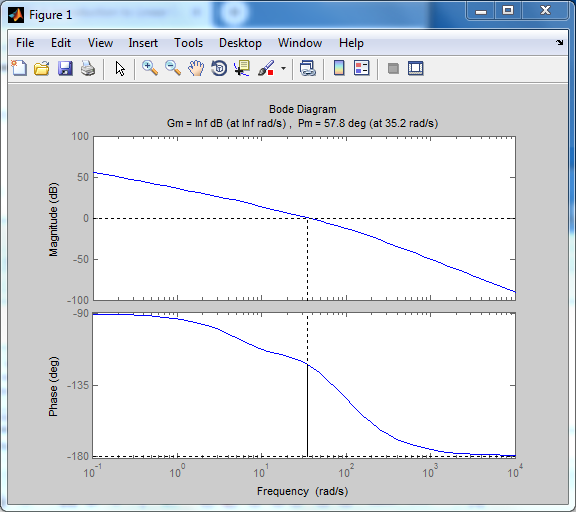 Figure 1
File Edit View Insert Tools Desktop Window Help
Bode Diagram
Gm = Inf dB (at Inf rad/s) , Pm = 57.8 deg (at 35.2 rad/s)
Magnitude (dB)
100
50
0
-50
-100
Phase (deg)
-90
-135
-180
10^-1 10^0 10^1 10^2 10^3 10^4
Frequency (rad/s)